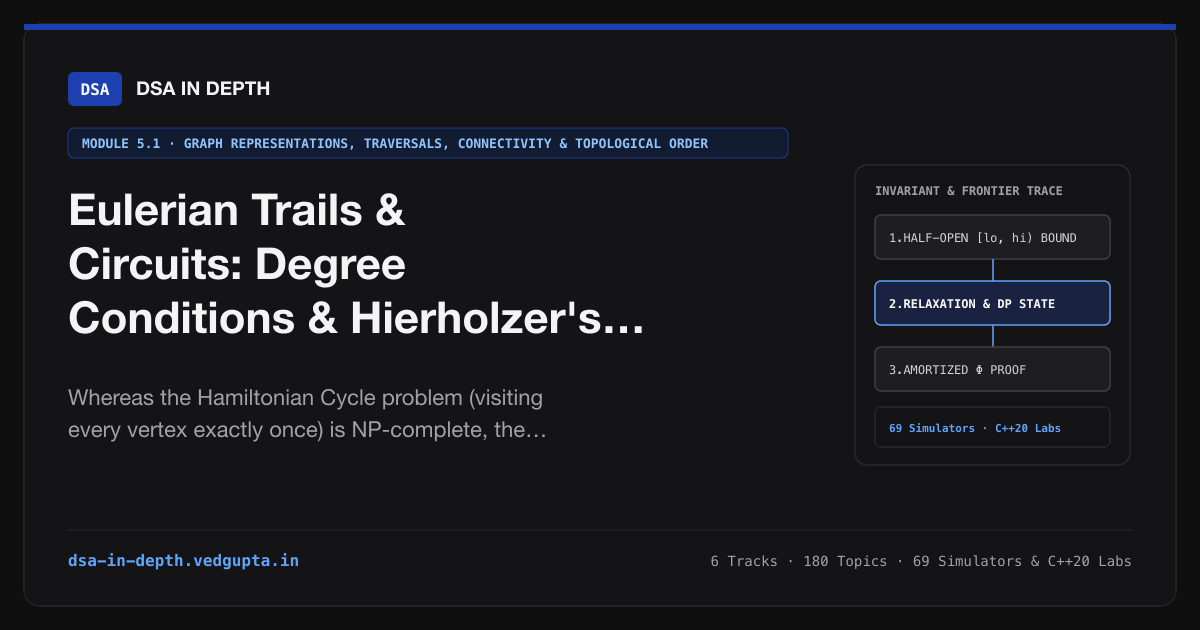 DSA DSA IN DEPTH
MODULE 5.1 · GRAPH REPRESENTATIONS, TRAVERSALS, CONNECTIVITY & TOPOLOGICAL ORDER
Eulerian Trails &
Circuits: Degree
Conditions & Hierholzer's...
Whereas the Hamiltonian Cycle problem (visiting
every vertex exactly once) is NP-complete, the...
INVARIANT & FRONTIER TRACE
1.HALF-OPEN [lo, hi) BOUND
2.RELAXATION & DP STATE
3.AMORTIZED Φ PROOF
69 Simulators · C++20 Labs
dsa-in-depth.vedgupta.in
6 Tracks · 180 Topics · 69 Simulators & C++20 Labs